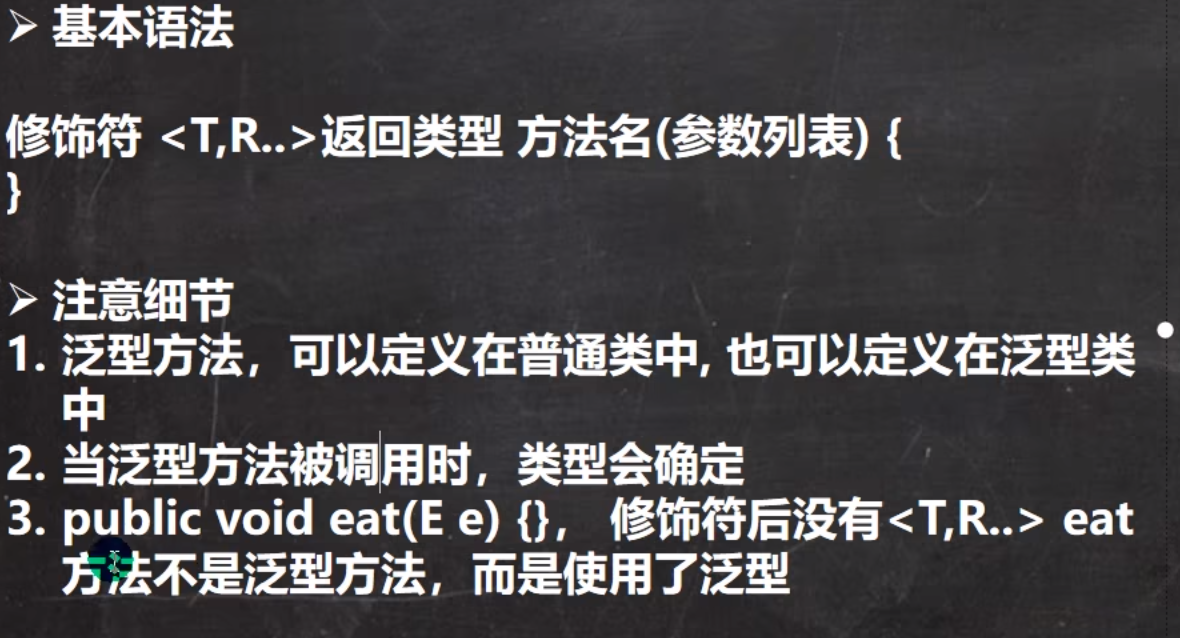 ➢ 基本语法
修饰符 <T,R..>返回类型 方法名(参数列表) {
}
➢ 注意细节
1. 泛型方法，可以定义在普通类中, 也可以定义在泛型类
中
2. 当泛型方法被调用时，类型会确定
3. public void eat(E e) {}， 修饰符后没有<T,R..> eat
方法不是泛型方法，而是使用了泛型